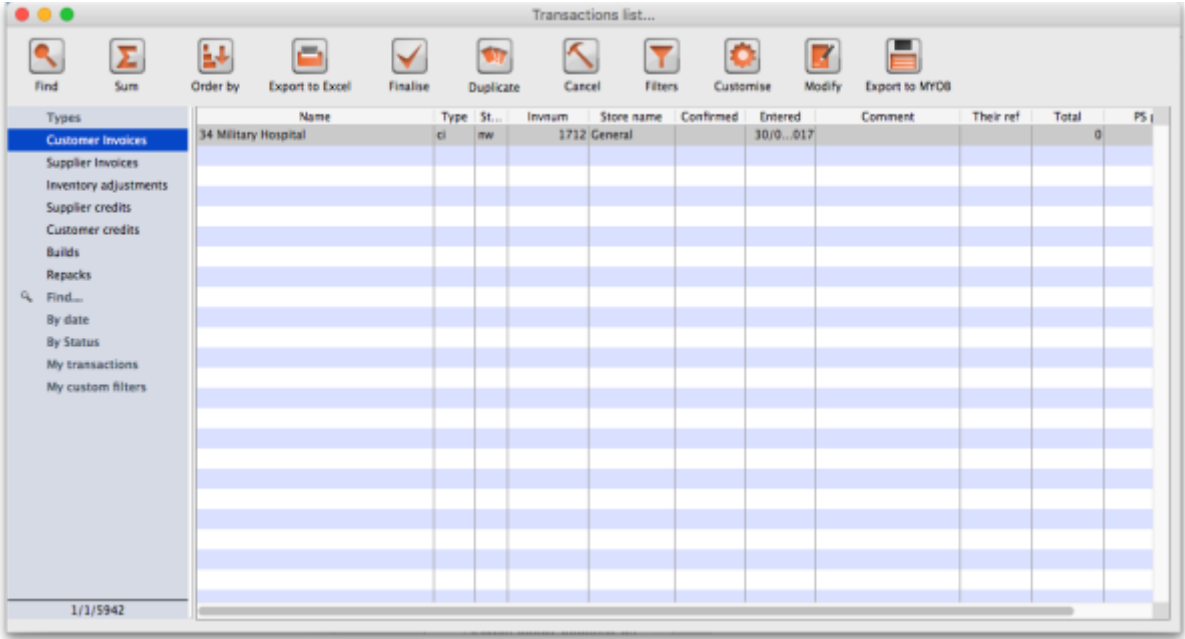 Transactions list...
Find Sum Order by Export to Excel Finalise Duplicate Cancel Filters Customise Modify Export to MYOB
Types
Customer Invoices
Supplier Invoices
Inventory adjustments
Supplier credits
Customer credits
Builds
Repacks
Find...
By date
By Status
My transactions
My custom filters
1/1/5942
Name Type St... Invnum Store name Confirmed Entered Comment Their ref Total PS
34 Military Hospital ci nw 1712 General 30/0...017 0